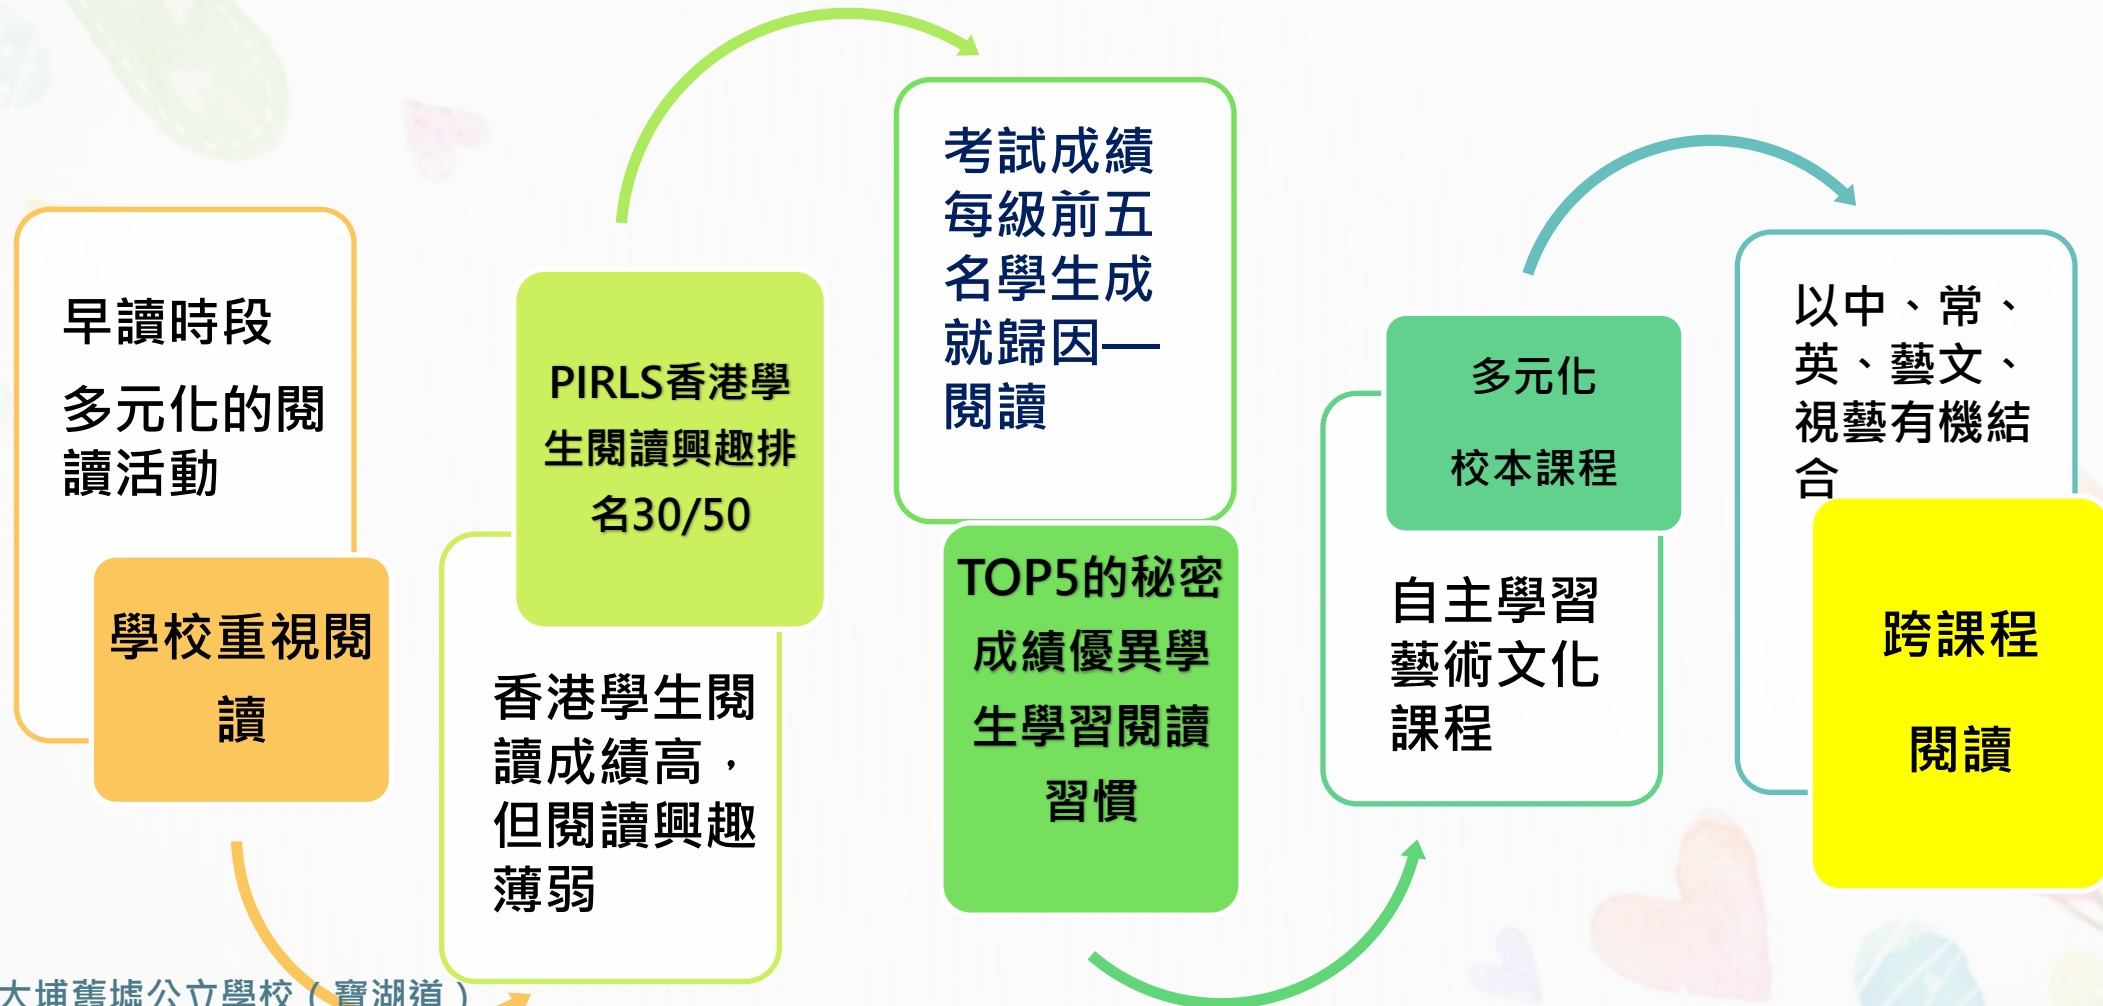 早讀時段
多元化的閱
讀活動
學校重視閱
讀
PIRLS香港學
生閱讀興趣排
名30/50
香港學生閱
讀成績高，
但閱讀興趣
薄弱
考試成績
每級前五
名學生成
就歸因—
閱讀
TOP5的秘密
成績優異學
生學習閱讀
習慣
多元化
校本課程
自主學習
藝術文化
課程
以中、常、
英、藝文、
視藝有機結
合
跨課程
閱讀
大埔舊墟公立學校（寶湖道）